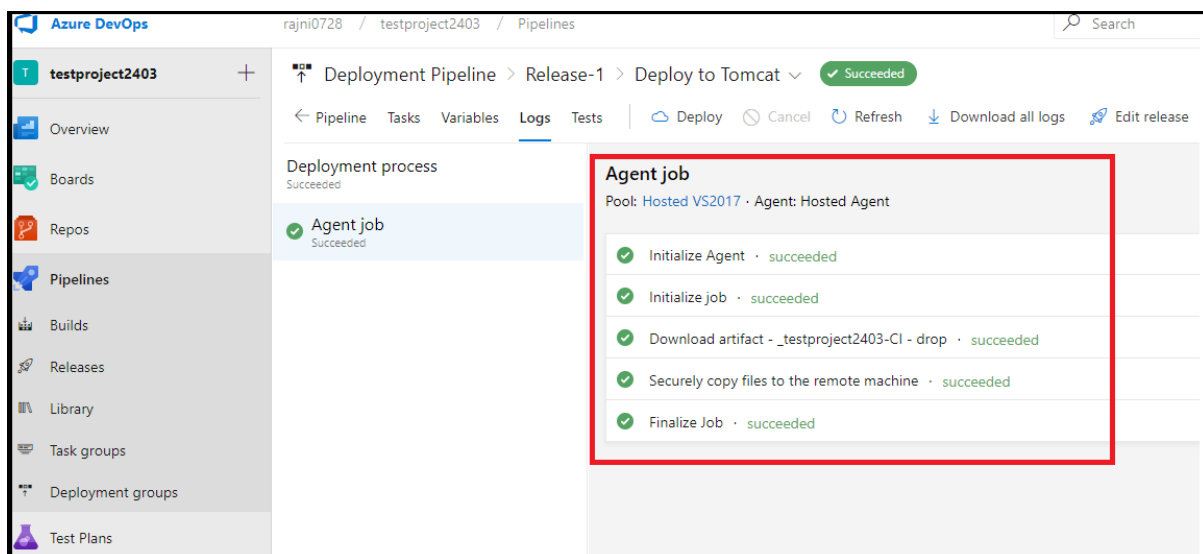 Azure DevOps
rajni0728 / testproject2403 / Pipelines
Search
T testproject2403 +
Overview
Boards
Repos
Pipelines
Builds
Releases
Library
Task groups
Deployment groups
Test Plans
Deployment Pipeline > Release-1 > Deploy to Tomcat Succeeded
Pipeline Tasks Variables Logs Tests Deploy Cancel Refresh Download all logs Edit release
Deployment process
Succeeded
Agent job
Succeeded
Agent job
Pool: Hosted VS2017 · Agent: Hosted Agent
Initialize Agent · succeeded
Initialize job · succeeded
Download artifact - _testproject2403-CI - drop · succeeded
Securely copy files to the remote machine · succeeded
Finalize Job · succeeded